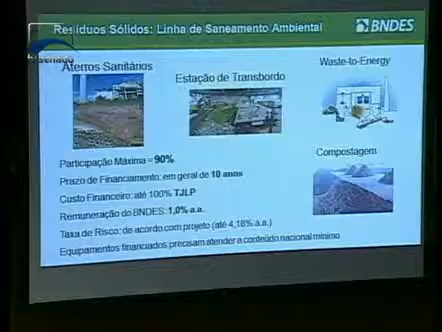 Resíduos Sólidos: Linha de Saneamento Ambiental
BNDES
tvsenado
Aterros Sanitários
Estação de Transbordo
Waste-to-Energy
Compostagem
Participação Máxima = 90%
Prazo de Financiamento: em geral de 10 anos
Custo Financeiro: até 100% TJLP
Remuneração do BNDES: 1,0% a.a.
Taxa de Risco: de acordo com projeto (até 4,18% a.a.)
Equipamentos financiados precisam atender a conteúdo nacional mínimo